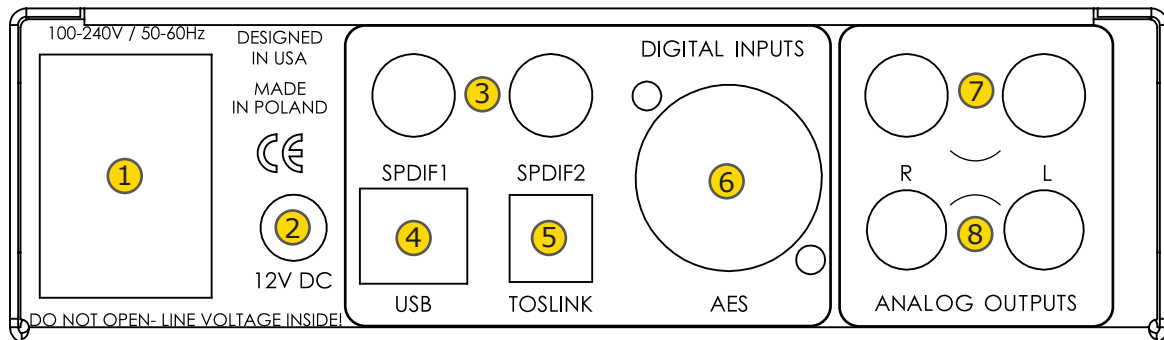 100-240V / 50-60Hz
DESIGNED
IN USA
MADE
IN POLAND
CE
1
2
12V DC
DO NOT OPEN- LINE VOLTAGE INSIDE!
DIGITAL INPUTS
3
SPDIF1
SPDIF2
4
5
6
USB
TOSLINK
AES
7
R
L
8
ANALOG OUTPUTS